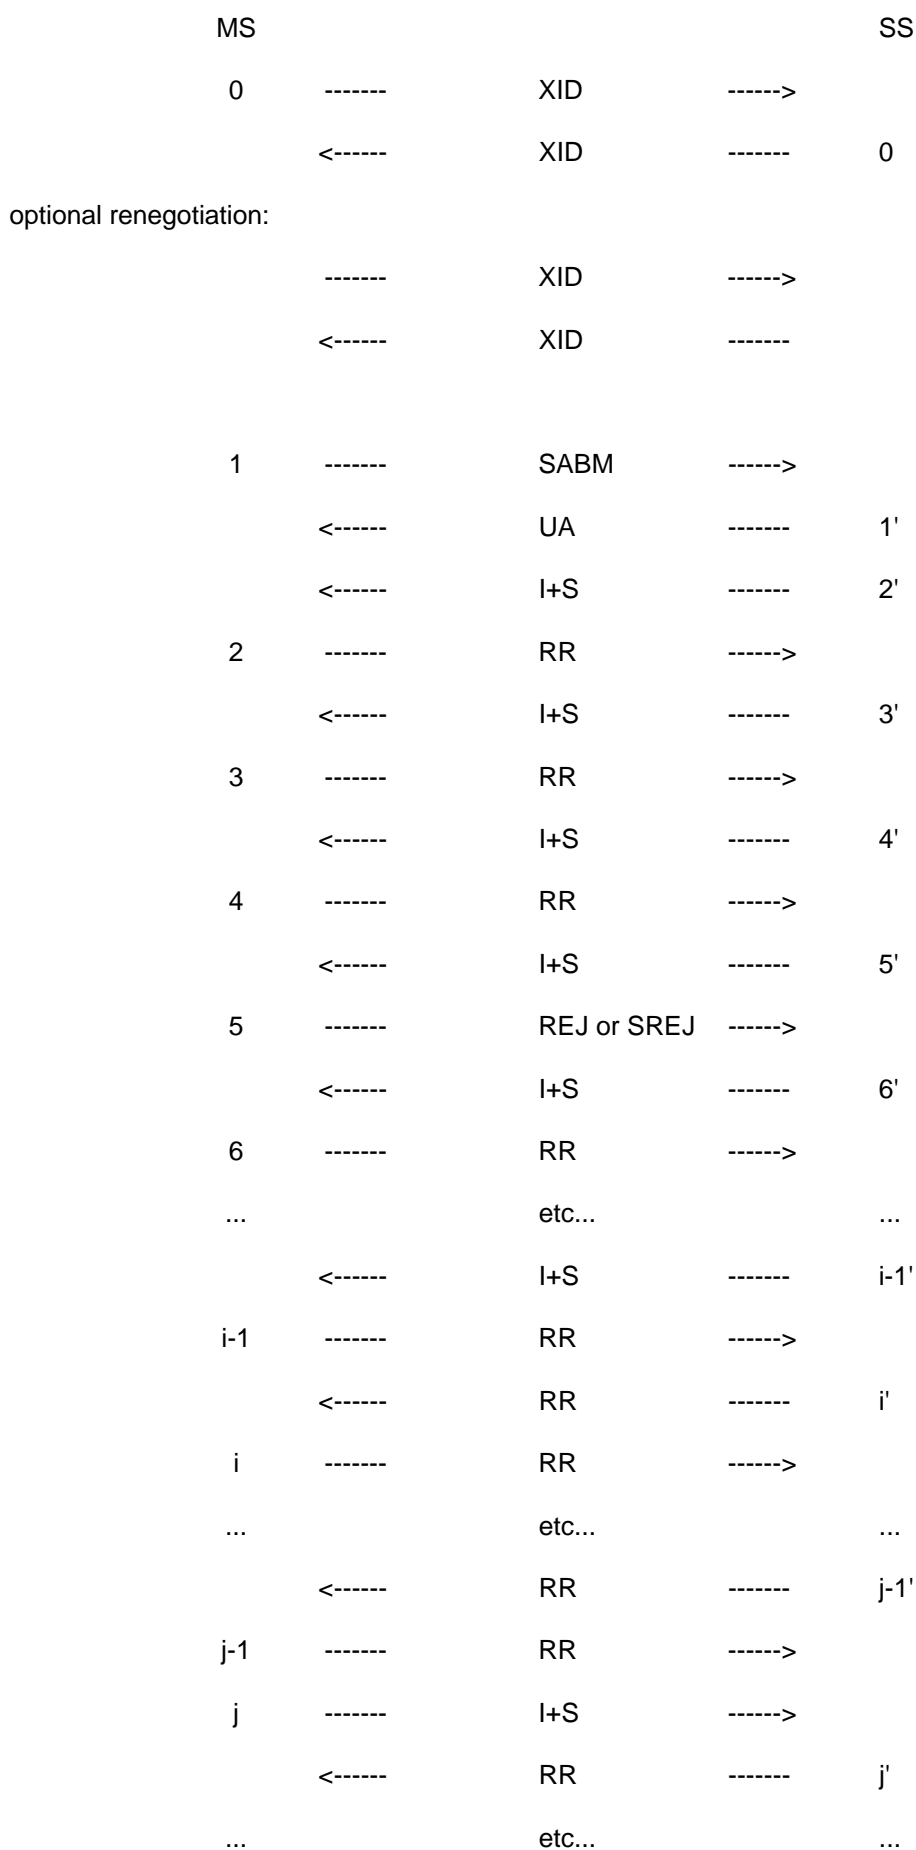 MS SS
0 ------- XID ------>
<------ XID ------- 0
optional renegotiation:
------- XID ------>
<------ XID -------
1 ------- SABM ------>
<------ UA ------- 1'
<------ I+S ------- 2'
2 ------- RR ------>
<------ I+S ------- 3'
3 ------- RR ------>
<------ I+S ------- 4'
4 ------- RR ------>
<------ I+S ------- 5'
5 ------- REJ or SREJ ------>
<------ I+S ------- 6'
6 ------- RR ------>
... etc... ...
<------ I+S ------- i-1'
i-1 ------- RR ------>
<------ RR ------- i'
i ------- RR ------>
... etc... ...
<------ RR ------- j-1'
j-1 ------- RR ------>
j ------- I+S ------>
<------ RR ------- j'
... etc... ...